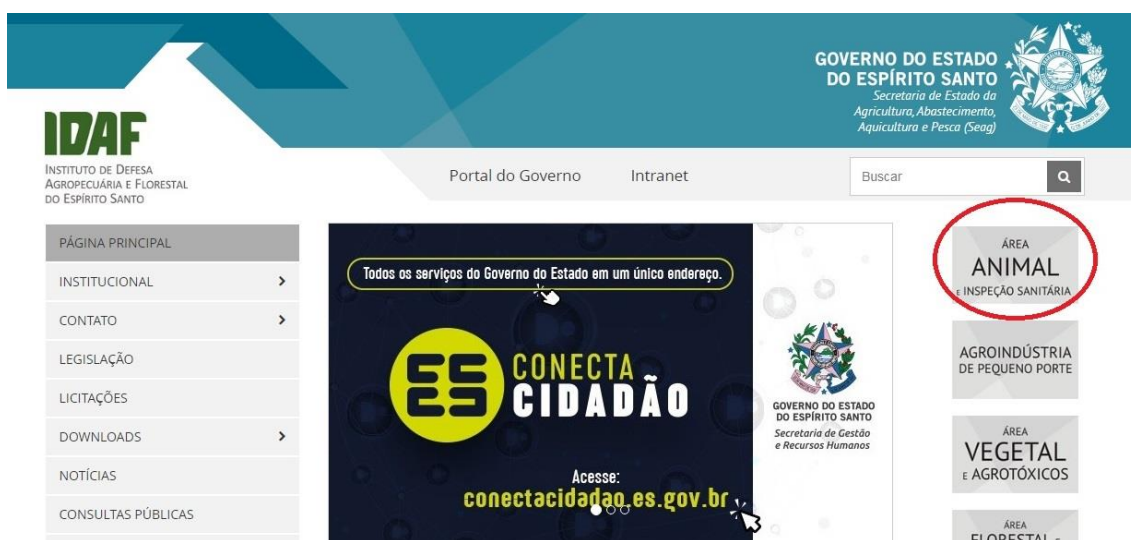 GOVERNO DO ESTADO
DO ESPÍRITO SANTO
Secretaria de Estado da
Agricultura, Abastecimento,
Aquicultura e Pesca (Seag)
IDAF
INSTITUTO DE DEFESA
AGROPECUÁRIA E FLORESTAL
DO ESPÍRITO SANTO
Portal do Governo
Intranet
Buscar
PÁGINA PRINCIPAL
INSTITUCIONAL
CONTATO
LEGISLAÇÃO
LICITAÇÕES
DOWNLOADS
NOTÍCIAS
CONSULTAS PÚBLICAS
Todos os serviços do Governo do Estado em um único endereço.
ES
ES
CONECTA
CIDADÃO
Acesse:
conectacidadao.es.gov.br
GOVERNO DO ESTADO
DO ESPÍRITO SANTO
Secretaria de Gestão
e Recursos Humanos
ÁREA
ANIMAL
E INSPEÇÃO SANITÁRIA
AGROINDÚSTRIA
DE PEQUENO PORTE
ÁREA
VEGETAL
E AGROTÓXICOS
ÁREA
FLORESTAL E